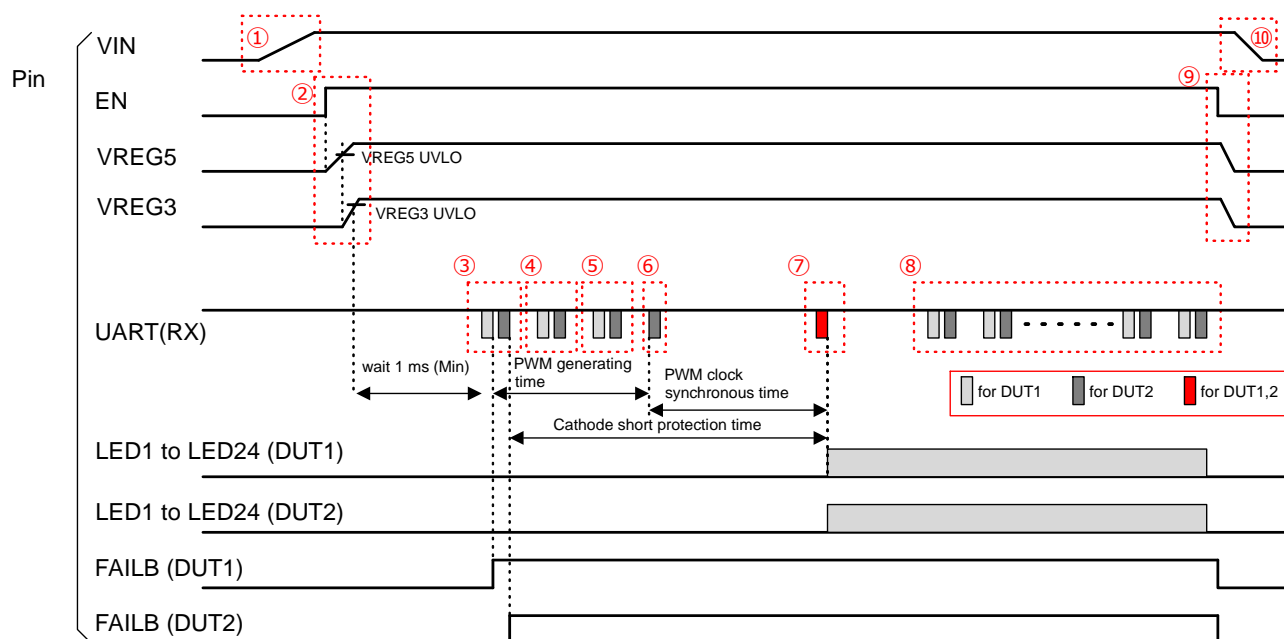 ① VIN ⑩
Pin
② EN ⑨
VREG5
VREG5 UVLO
VREG3
VREG3 UVLO
③ ④ ⑤ ⑥ ⑦ ⑧
UART(RX)
wait 1 ms (Min)
PWM generating
time
PWM clock
synchronous time
for DUT1
for DUT2
for DUT1,2
Cathode short protection time
LED1 to LED24 (DUT1)
LED1 to LED24 (DUT2)
FAILB (DUT1)
FAILB (DUT2)